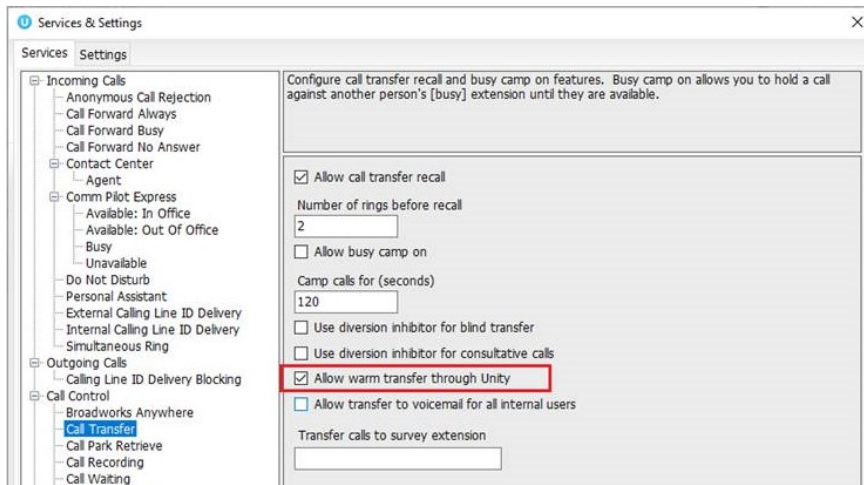 Services & Settings
Services Settings
Incoming Calls
Anonymous Call Rejection
Call Forward Always
Call Forward Busy
Call Forward No Answer
Contact Center
Agent
Comm Pilot Express
Available: In Office
Available: Out Of Office
Busy
Unavailable
Do Not Disturb
Personal Assistant
External Calling Line ID Delivery
Internal Calling Line ID Delivery
Simultaneous Ring
Outgoing Calls
Calling Line ID Delivery Blocking
Call Control
Broadworks Anywhere
Call Transfer
Call Park Retrieve
Call Recording
Call Waiting
Configure call transfer recall and busy camp on features. Busy camp on allows you to hold a call
against another person's [busy] extension until they are available.
Allow call transfer recall
Number of rings before recall
2
Allow busy camp on
Camp calls for (seconds)
120
Use diversion inhibitor for blind transfer
Use diversion inhibitor for consultative calls
Allow warm transfer through Unity
Allow transfer to voicemail for all internal users
Transfer calls to survey extension